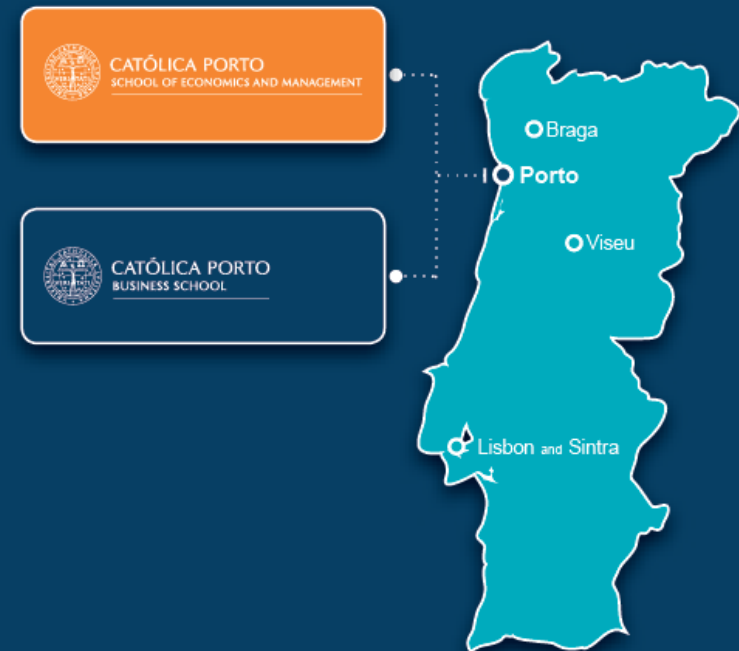 CATÓLICA PORTO
SCHOOL OF ECONOMICS AND MANAGEMENT
Braga
Porto
CATÓLICA PORTO
BUSINESS SCHOOL
Viseu
Lisbon and Sintra